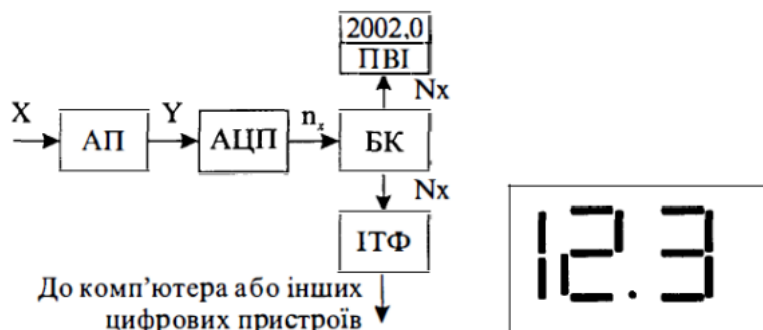 2002,0
ПВІ
Nx
X
АП
Y
АЦП
nₓ
БК
Nx
ІТФ
До комп’ютера або інших
цифрових пристроїв
12.3